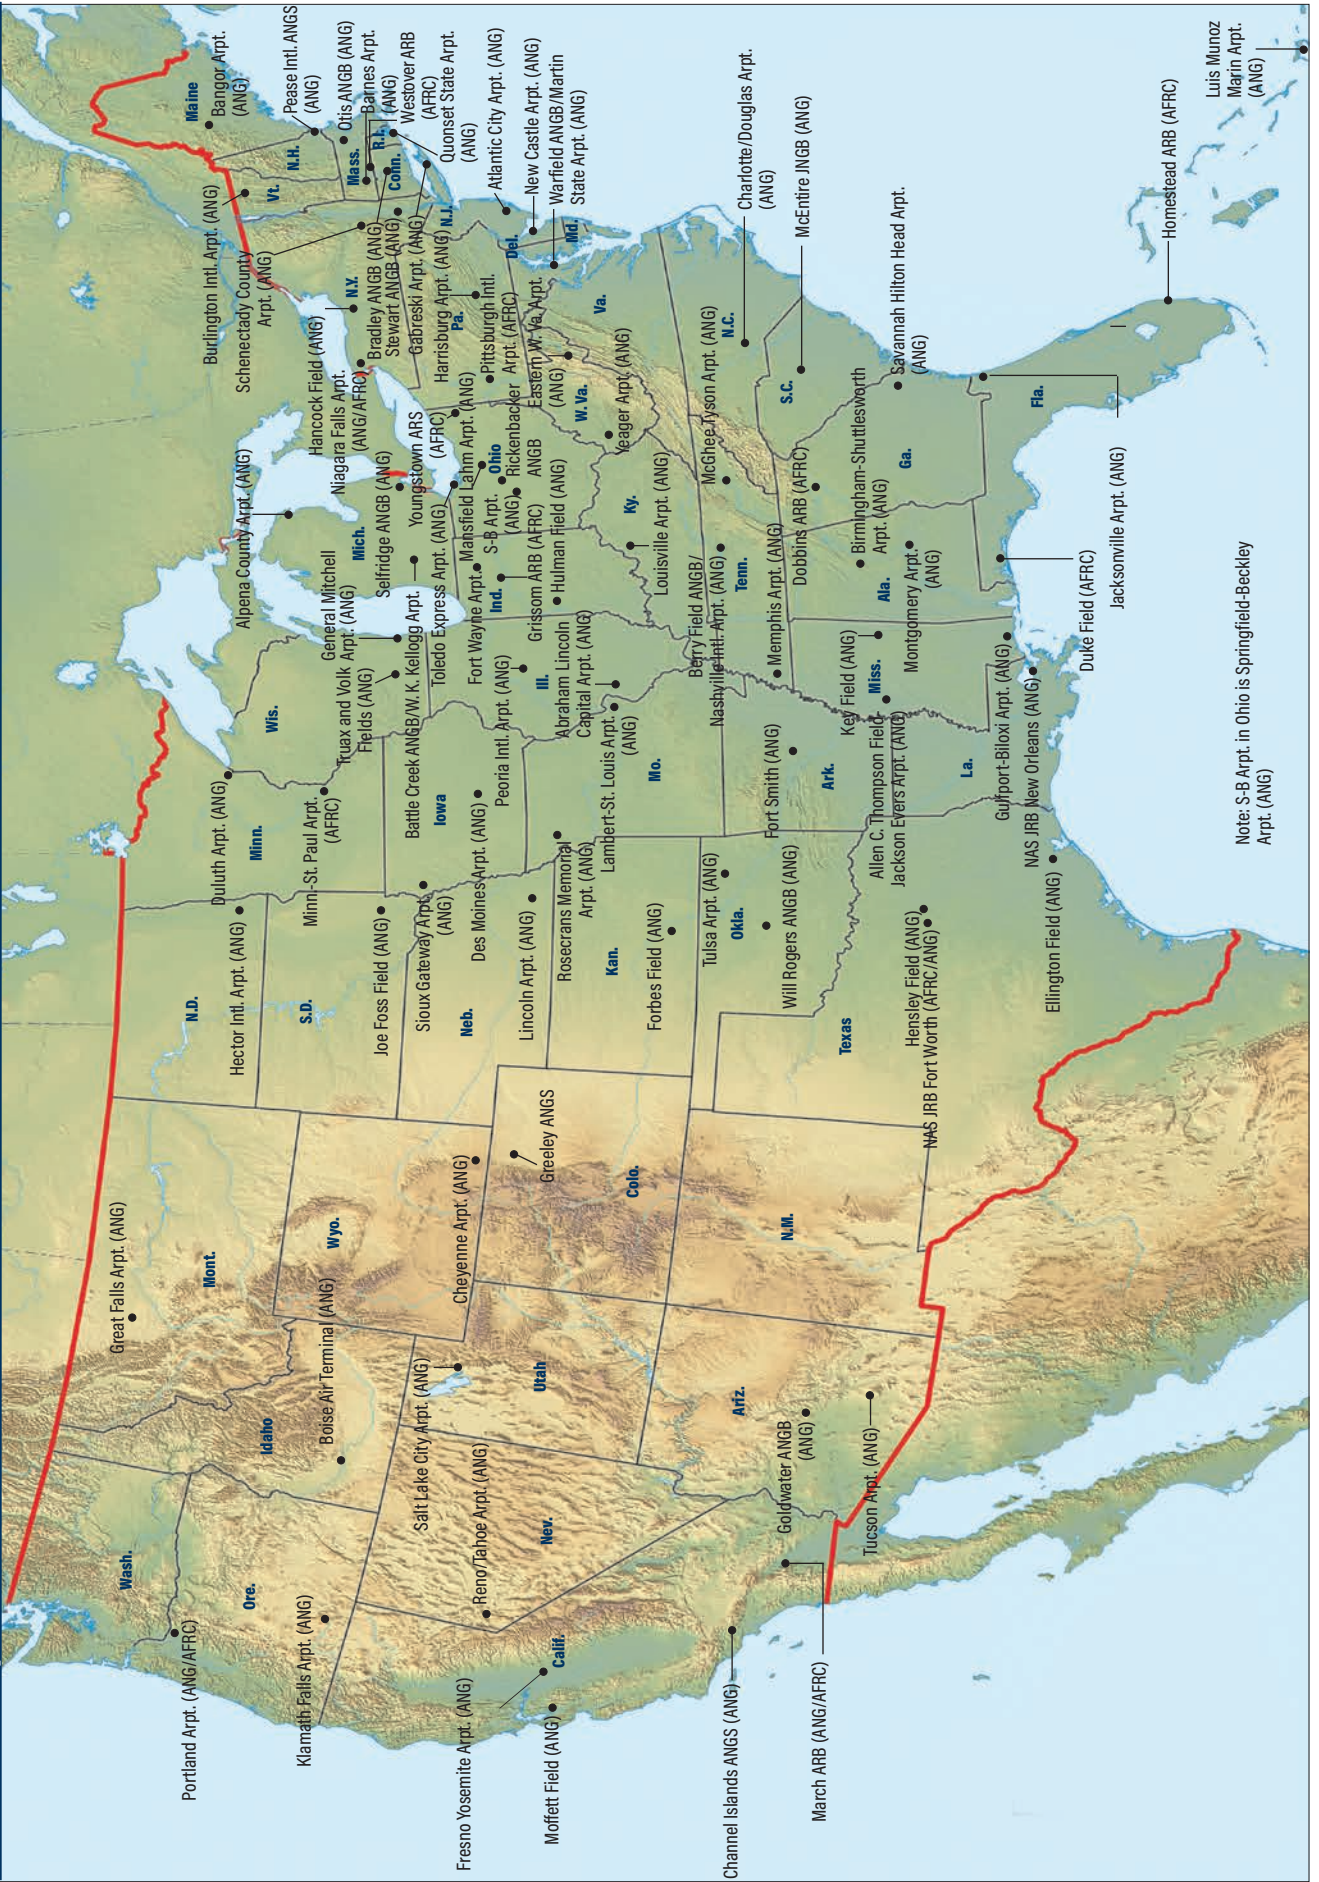 Wash.
Portland Arpt. (ANG/AFRC)
Ore.
Klamath Falls Arpt. (ANG)
Idaho
Boise Air Terminal (ANG)
Great Falls Arpt. (ANG)
Mont.
Wyo.
Cheyenne Arpt. (ANG)
Salt Lake City Arpt. (ANG)
Utah
Reno/Tahoe Arpt. (ANG)
Nev.
Calif.
Fresno Yosemite Arpt. (ANG)
Moffett Field (ANG)
Channel Islands ANGS (ANG)
March ARB (ANG/AFRC)
Goldwater ANGB
(ANG)
Tucson Arpt. (ANG)
Ariz.
N.M.
Colo.
Greeley ANGS
N.D.
Hector Intl. Arpt. (ANG)
S.D.
Joe Foss Field (ANG)
Neb.
Sioux Gateway Arpt.
(ANG)
Lincoln Arpt. (ANG)
Kan.
Forbes Field (ANG)
Rosecrans Memorial
Arpt. (ANG)
Tulsa Arpt. (ANG)
Okla.
Will Rogers ANGB (ANG)
Texas
Hensley Field (ANG)
NAS JRB Fort Worth (AFRC/ANG)
Ellington Field (ANG)
Duluth Arpt. (ANG)
Minn.
Minn.-St. Paul Arpt.
(AFRC)
Iowa
Des Moines Arpt. (ANG)
Mo.
Lambert-St. Louis Arpt.
(ANG)
Fort Smith (ANG)
Ark.
La.
NAS JRB New Orleans (ANG)
Wis.
Truax and Volk
Fields (ANG)
General Mitchell
Arpt. (ANG)
Ill.
Peoria Intl. Arpt. (ANG)
Abraham Lincoln
Capital Arpt. (ANG)
Mich.
Alpena County Arpt. (ANG)
Selfridge ANGB (ANG)
Battle Creek ANGB/W. K. Kellogg Arpt.
Toledo Express Arpt. (ANG)
Ind.
Fort Wayne Arpt.
Grissom ARB (AFRC)
Hulman Field (ANG)
Ohio
Youngstown ARS
(AFRC)
Mansfield Lahm Arpt. (ANG)
S-B Arpt.
(ANG)
Rickenbacker
ANGB
Ky.
Louisville Arpt. (ANG)
Tenn.
Berry Field ANGB/
Nashville Intl. Arpt. (ANG)
Memphis Arpt. (ANG)
McGhee Tyson Arpt. (ANG)
Miss.
Key Field (ANG)
Allen C. Thompson Field-
Jackson Evers Arpt. (ANG)
Gulfport-Biloxi Arpt. (ANG)
Ala.
Birmingham-Shuttlesworth
Arpt. (ANG)
Montgomery Arpt.
(ANG)
Duke Field (AFRC)
Ga.
Dobbins ARB (AFRC)
Savannah Hilton Head Arpt.
(ANG)
Fla.
Jacksonville Arpt. (ANG)
Homestead ARB (AFRC)
S.C.
McEntire JNGB (ANG)
N.C.
Charlotte/Douglas Arpt.
(ANG)
Va.
W. Va.
Yeager Arpt. (ANG)
Eastern W. Va. Arpt.
(ANG)
Pa.
Pittsburgh Intl.
Arpt. (AFRC)
Harrisburg Arpt. (ANG)
Md.
Warfield ANGB/Martin
State Arpt. (ANG)
Del.
New Castle Arpt. (ANG)
N.J.
Atlantic City Arpt. (ANG)
N.Y.
Niagara Falls Arpt.
(ANG/AFRC)
Hancock Field (ANG)
Schenectady County
Arpt. (ANG)
Stewart ANGB (ANG)
Gabreski Arpt. (ANG)
Bradley ANGB (ANG)
Conn.
R.I.
Quonset State Arpt.
(ANG)
Mass.
Westover ARB
(AFRC)
Barnes Arpt.
(ANG)
Otis ANGB (ANG)
Vt.
Burlington Intl. Arpt. (ANG)
N.H.
Pease Intl. ANGS
(ANG)
Maine
Bangor Arpt.
(ANG)
Luis Munoz
Marin Arpt.
(ANG)
Note: S-B Arpt. in Ohio is Springfield-Beckley
Arpt. (ANG)